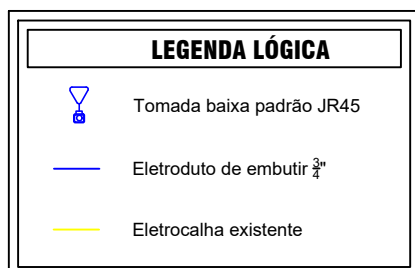 LEGENDA LÓGICA
Tomada baixa padrão JR45
Eletroduto de embutir 3/4"
Eletrocalha existente